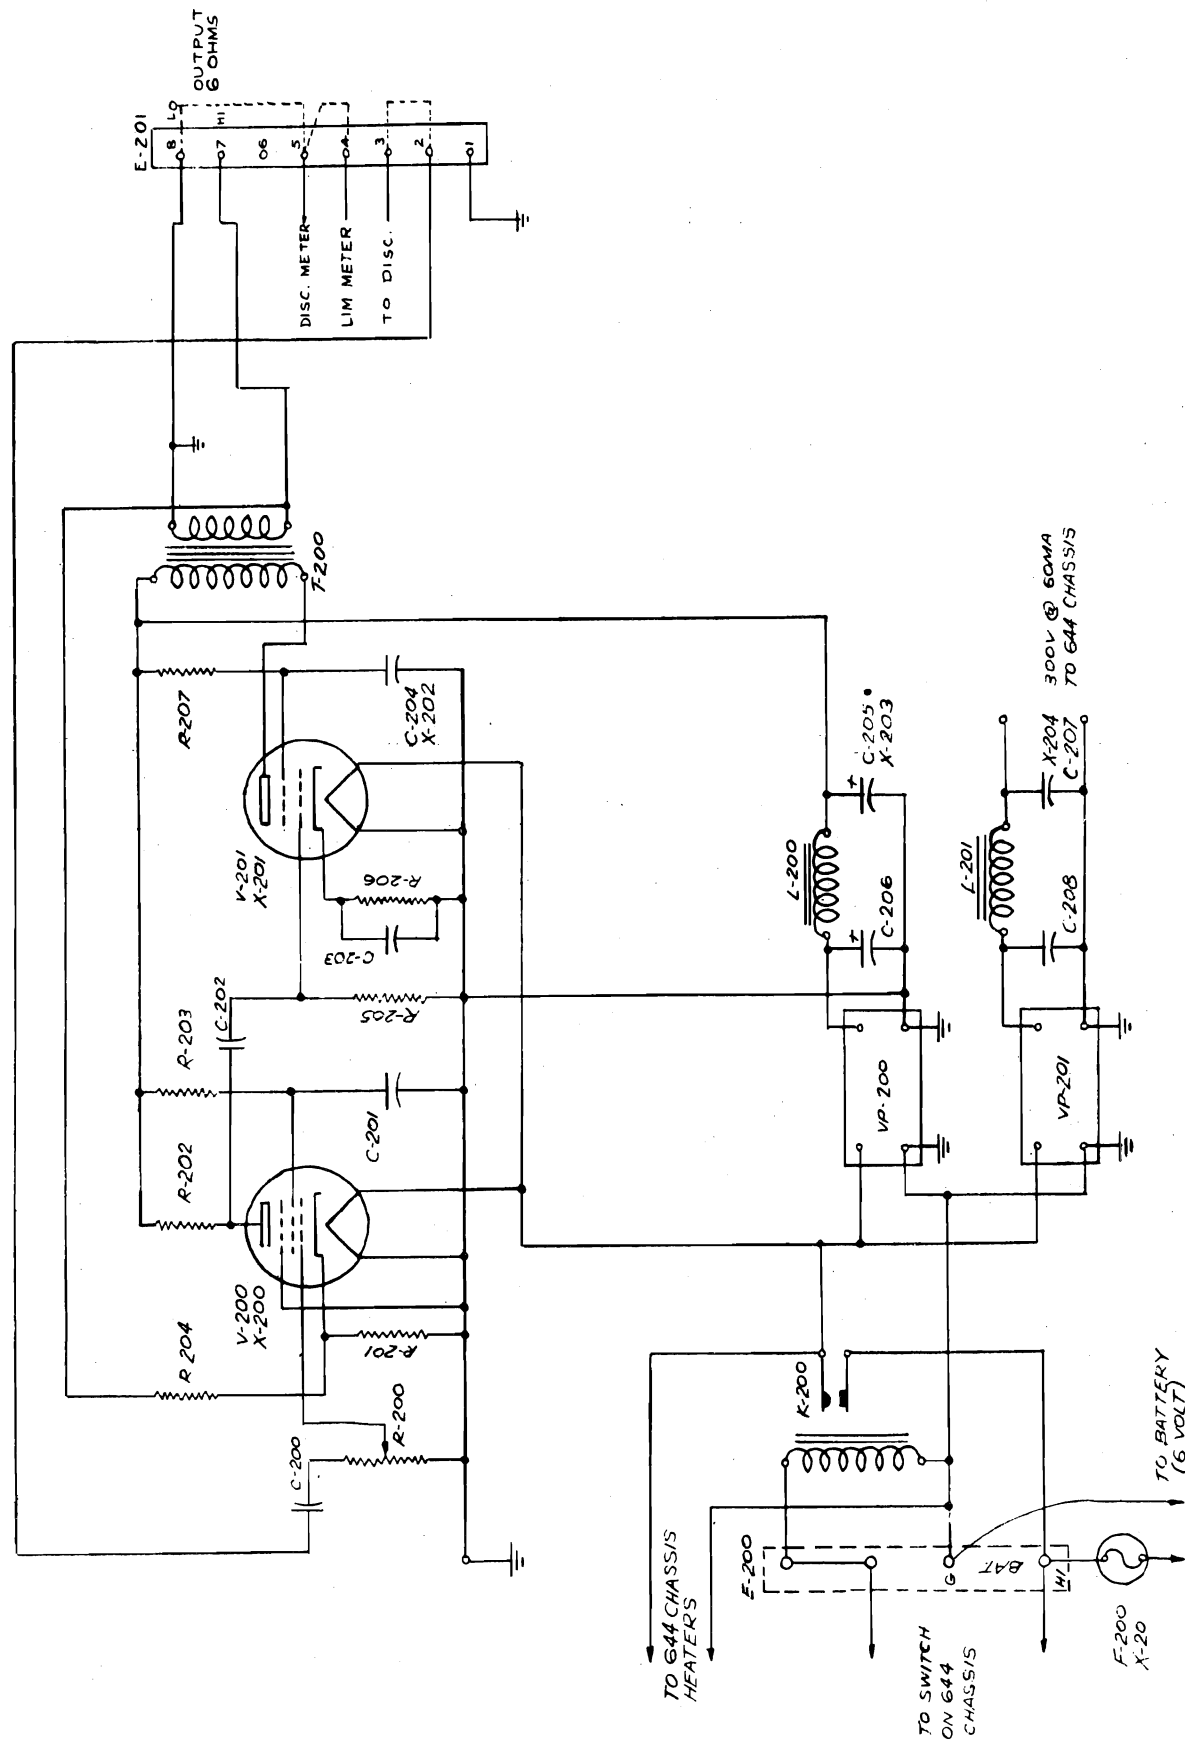 E-201
8
7
6
5
4
3
2
1
LO
HI
OUTPUT
6 OHMS
DISC. METER
LIM METER
TO DISC.
T-200
R-207
C-204
X-202
V-201
X-201
R-206
C-203
C-202
R-205
R-203
R-202
C-201
V-200
X-200
R 204
R-201
R-200
C-200
300V @ 60MA
TO 644 CHASSIS
+
C-205
X-203
L-200
+
C-206
X-204
C-207
L-201
C-208
VP-200
VP-201
K-200
E-200
G
BAT.
HI
TO 644 CHASSIS
HEATERS
TO SWITCH
ON 644
CHASSIS
F-200
X-20
TO BATTERY
(6 VOLT)